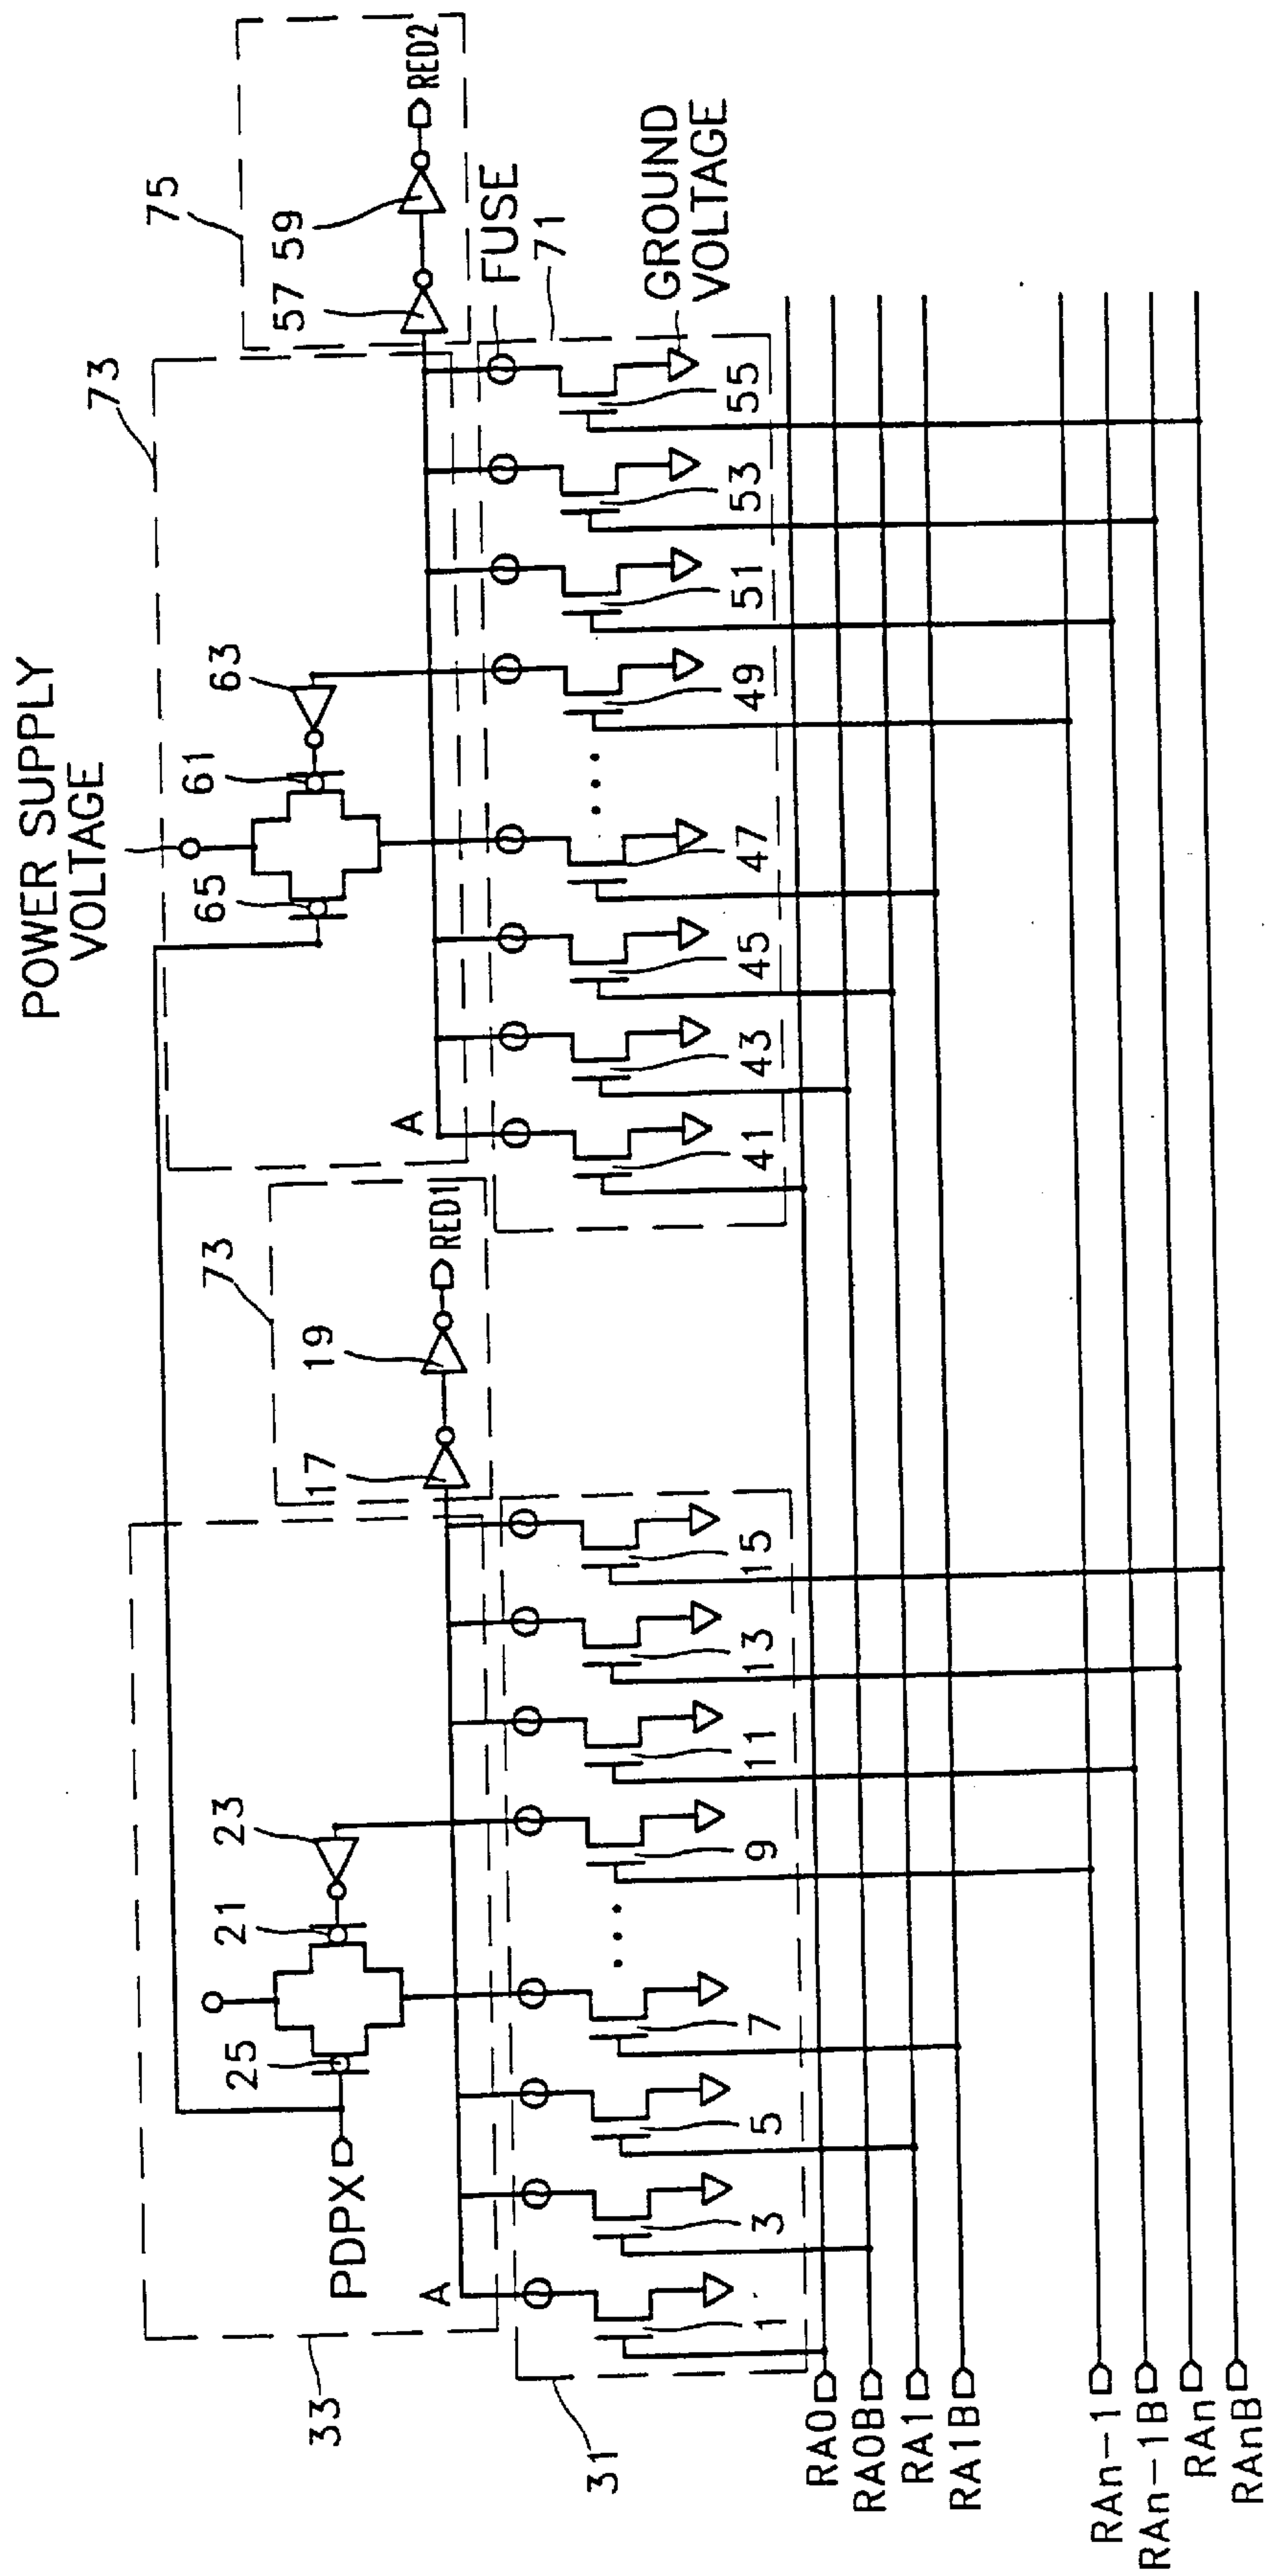 POWER SUPPLY
VOLTAGE
73
75
33
25
21
23
73
65
61
63
57
59
RED2
PDPX
A
17
19
RED1
A
FUSE
71
GROUND
VOLTAGE
31
1
3
5
7
...
9
11
13
15
41
43
45
47
...
49
51
53
55
RA0
RA0B
RA1
RA1B
RAn-1
RAn-1B
RAn
RAnB